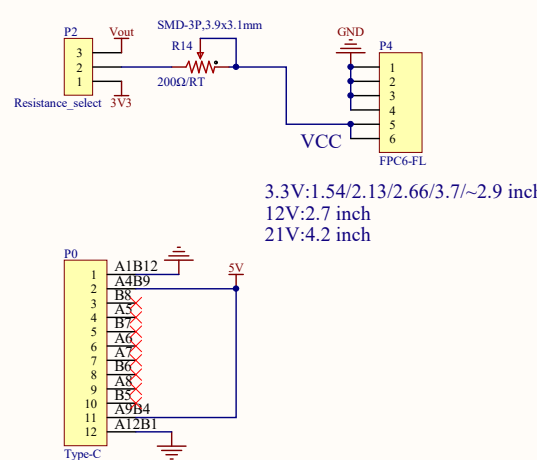 SMD-3P,3.9x3.1mm
P2
Vout
R14
GND
P4
3
2
1
200Ω/RT
Resistance_select
3V3
1
2
3
4
5
6
VCC
FPC6-FL
3.3V:1.54/2.13/2.66/3.7/~2.9 inch
12V:2.7 inch
21V:4.2 inch
P0
5V
1 A1B12
2 A4B9
3 B8
4 A5
5 B7
6 A6
7 A7
8 B6
9 A8
10 B5
11 A9B4
12 A12B1
Type-C